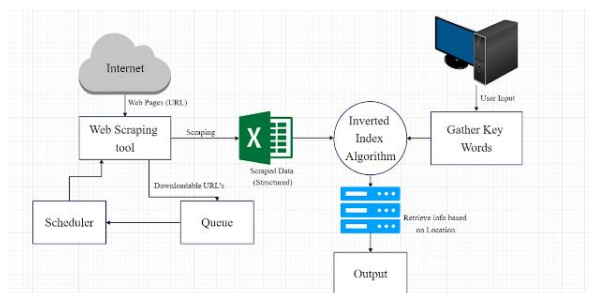 Internet
Web Pages (URL)
User Input
Web Scraping
tool
Scraping
X
Inverted
Index
Algorithm
Gather Key
Words
Scraped Data
(Structured)
Downloadable URL's
Scheduler
Queue
Retrieve info based
on Location
Output